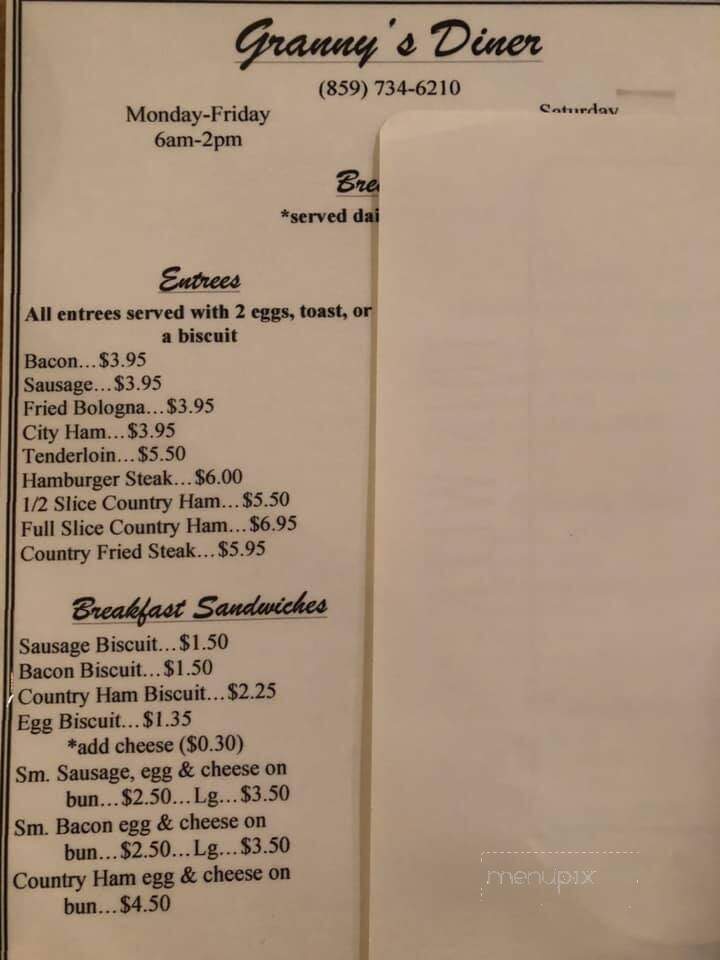 Granny's Diner
(859) 734-6210
Monday-Friday
Saturday
6am-2pm
*served
Entrees
All entrees served with 2 eggs, toast, or
a biscuit
Bacon...$3.95
Sausage...$3.95
Fried Bologna...$3.95
City Ham...$3.95
Tenderloin...$5.50
Hamburger Steak...$6.00
1/2 Slice Country Ham...$5.50
Full Slice Country Ham...$6.95
Country Fried Steak...$5.95
Breakfast Sandwiches
Sausage Biscuit...$1.50
Bacon Biscuit...$1.50
Country Ham Biscuit...$2.25
Egg Biscuit...$1.35
*add cheese ($0.30)
Sm. Sausage, egg & cheese on
bun...$2.50...Lg...$3.50
Sm. Bacon egg & cheese on
bun...$2.50...Lg...$3.50
Country Ham egg & cheese on
bun...$4.50
menupix